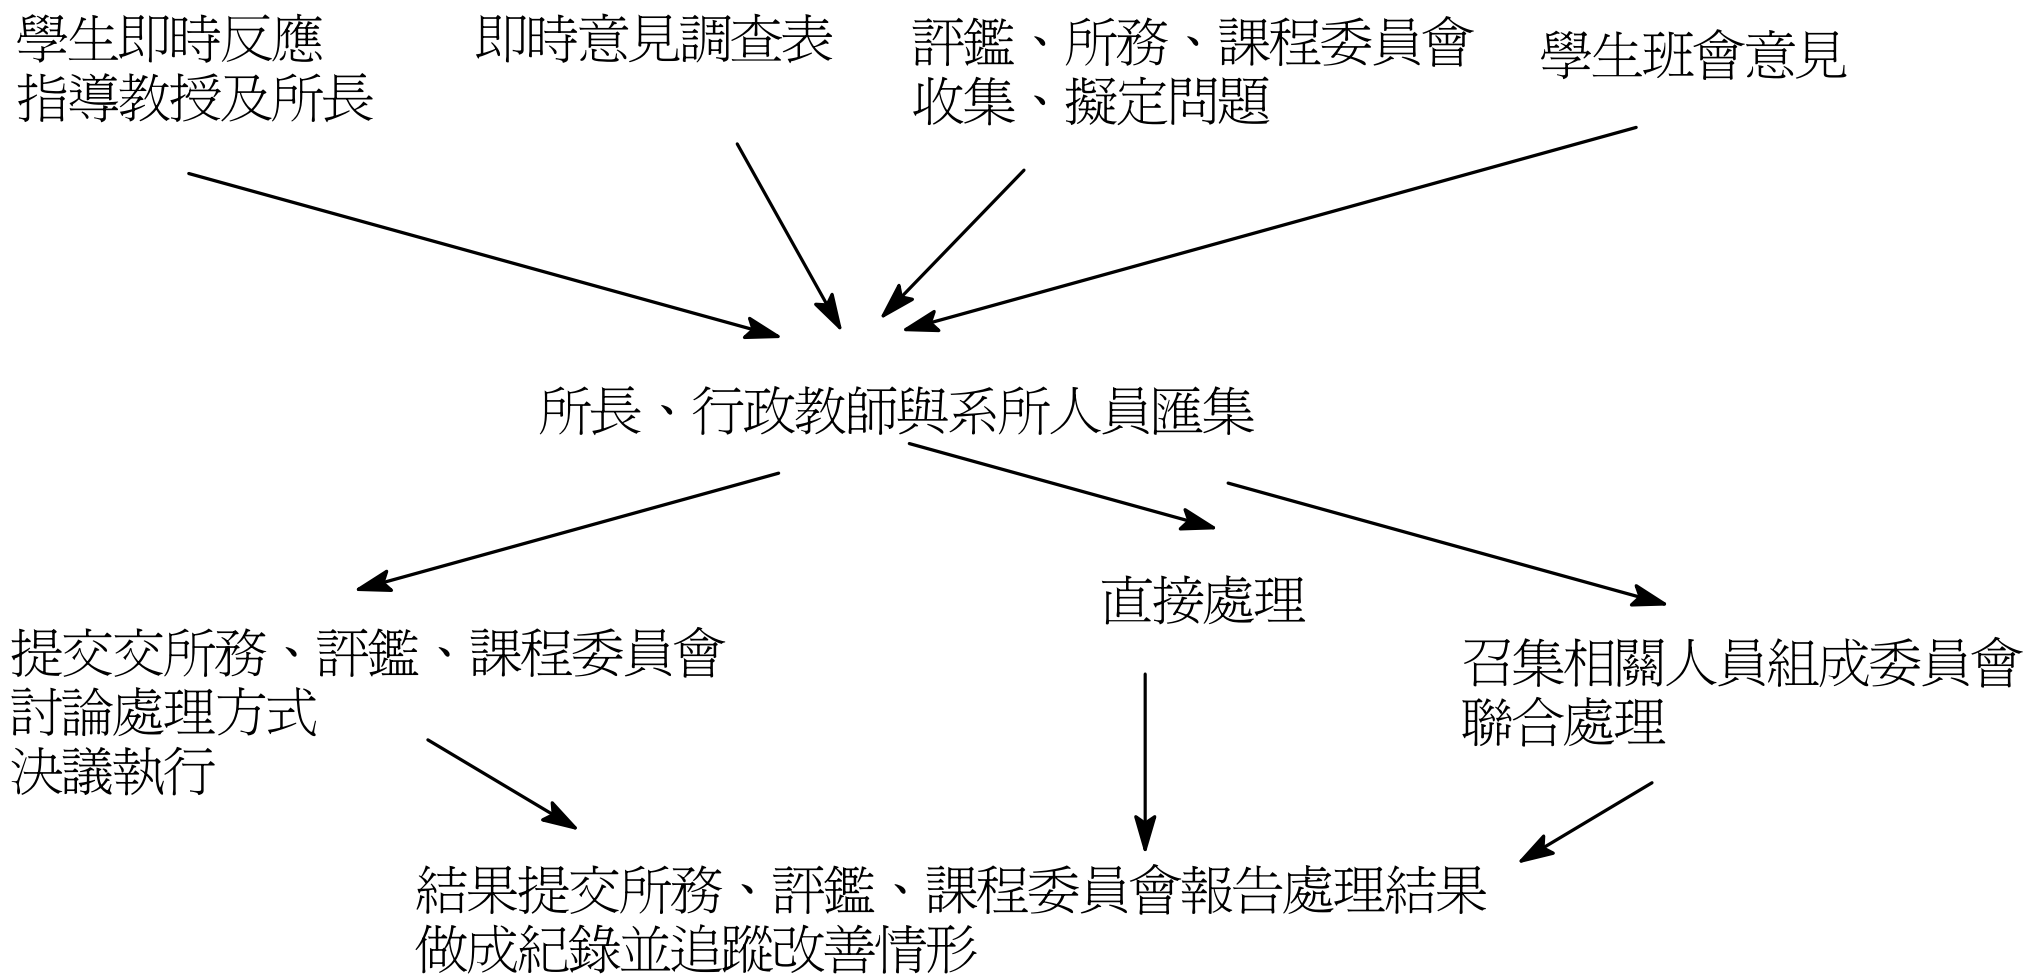 學生即時反應
指導教授及所長
即時意見調查表
評鑑、所務、課程委員會
收集、擬定問題
學生班會意見
所長、行政教師與系所人員匯集
提交交所務、評鑑、課程委員會
討論處理方式
決議執行
直接處理
召集相關人員組成委員會
聯合處理
結果提交所務、評鑑、課程委員會報告處理結果
做成紀錄並追蹤改善情形